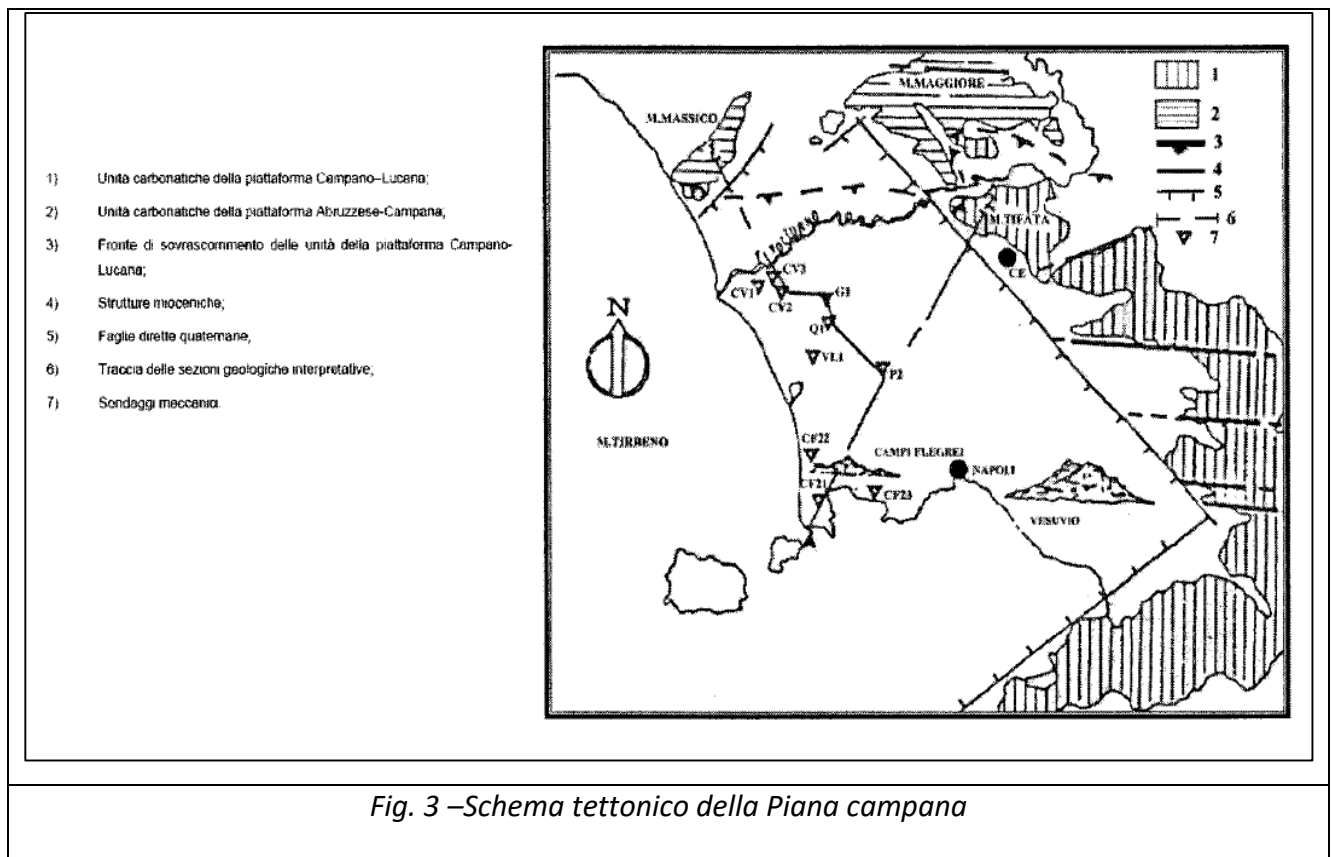 1) Unità carbonatiche della piattaforma Campano–Lucana;
2) Unità carbonatiche della piattaforma Abruzzese-Campana;
3) Fronte di sovrascorrimento delle unità della piattaforma Campano-
Lucana;
4) Strutture mioceniche;
5) Faglie dirette quaternarie;
6) Traccia delle sezioni geologiche interpretative;
7) Sondaggi meccanici.
M.MAGGIORE
M.MASSICO
1
2
3
4
5
6
7
M.TIFATA
CE
CV3
CV1
CV2
G1
Q1
VL1
P2
N
M.TIRRENO
CF22
CAMPI FLEGREI
NAPOLI
CF21
CF23
VESUVIO
A
Fig. 3 –Schema tettonico della Piana campana